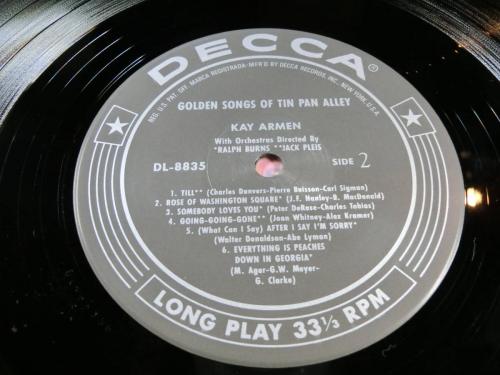 DECCA®
REG. U.S. PAT. OFF. MARCA REGISTRADA-MF'D BY DECCA RECORDS, INC., NEW YORK, U.S.A.
GOLDEN SONGS OF TIN PAN ALLEY
KAY ARMEN
With Orchestras Directed By
*RALPH BURNS **JACK PLEIS
DL-8835
SIDE 2
1. TILL** (Charles Danvers-Pierre Buisson-Carl Sigman)
2. ROSE OF WASHINGTON SQUARE* (J.F. Hanley-B. MacDonald)
3. SOMEBODY LOVES YOU* (Peter DeRose-Charles Tobias)
4. GOING-GOING-GONE** (Joan Whitney-Alex Kramer)
5. (What Can I Say) AFTER I SAY I'M SORRY*
(Walter Donaldson-Abe Lyman)
6. EVERYTHING IS PEACHES
DOWN IN GEORGIA*
(M. Ager-G.W. Meyer-
G. Clarke)
LONG PLAY 33⅓ RPM